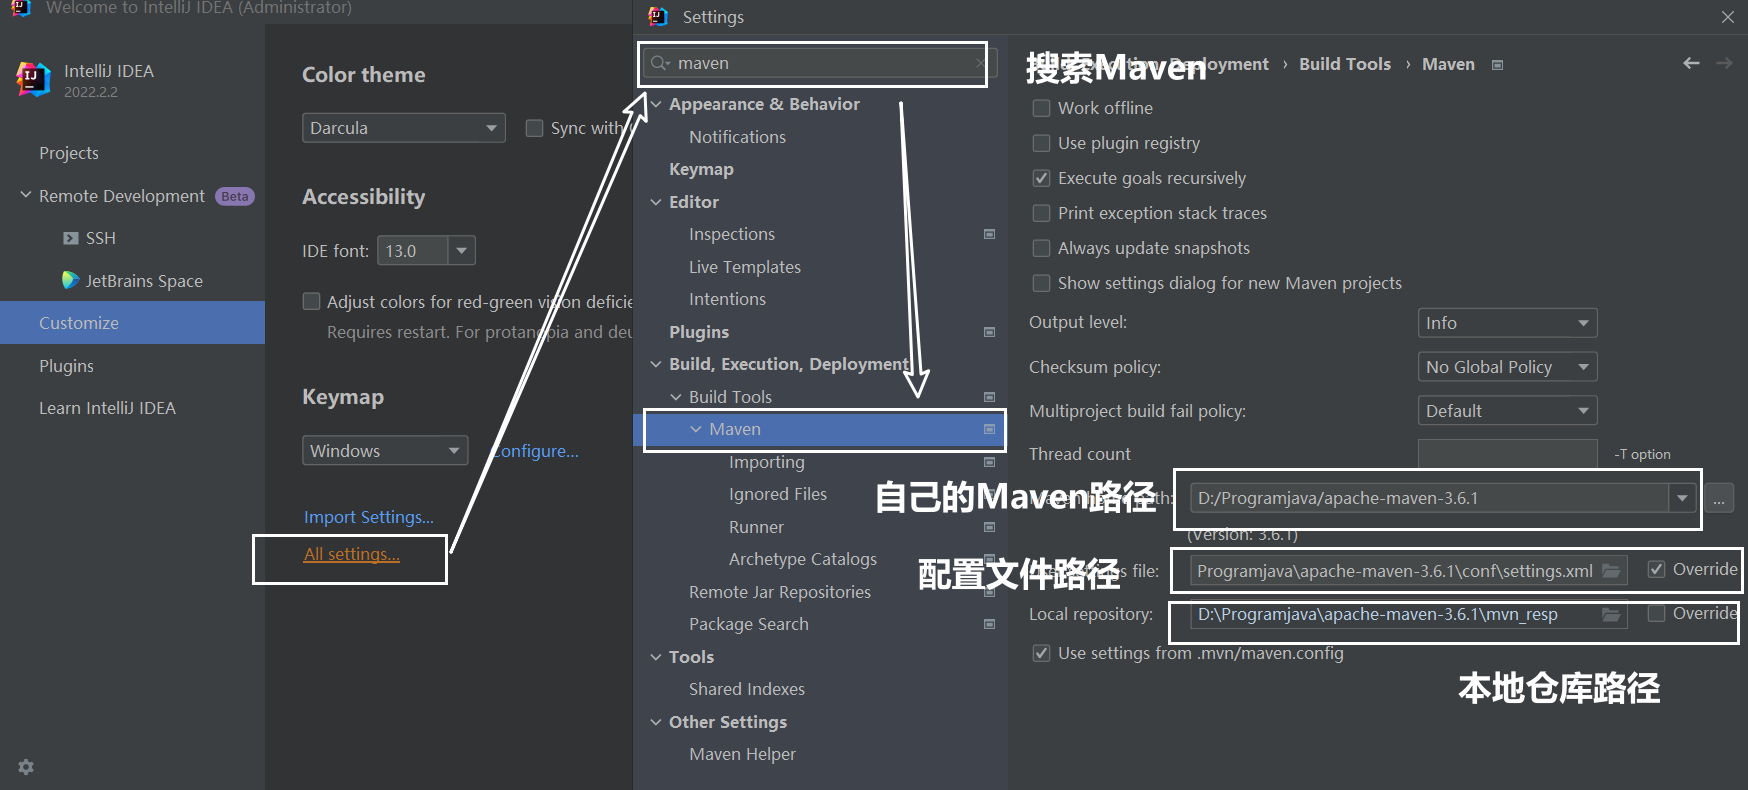 Welcome to IntelliJ IDEA (Administrator)
IntelliJ IDEA
2022.2.2
Projects
Remote Development Beta
SSH
JetBrains Space
Customize
Plugins
Learn IntelliJ IDEA
Color theme
Darcula
Sync with
Accessibility
IDE font: 13.0
Adjust colors for red-green vision deficie
Requires restart. For protanopia and deu
Keymap
Windows
Configure...
Import Settings...
All settings...
Settings
maven
Appearance & Behavior
Notifications
Keymap
Editor
Inspections
Live Templates
Intentions
Plugins
Build, Execution, Deployment
Build Tools
Maven
Importing
Ignored Files
Runner
Archetype Catalogs
Remote Jar Repositories
Package Search
Tools
Shared Indexes
Other Settings
Maven Helper
搜索Maven
Deployment › Build Tools › Maven
Work offline
Use plugin registry
Execute goals recursively
Print exception stack traces
Always update snapshots
Show settings dialog for new Maven projects
Output level: Info
Checksum policy: No Global Policy
Multiproject build fail policy: Default
Thread count -T option
自己的Maven路径
D:/Programjava/apache-maven-3.6.1 ...
(Version: 3.6.1)
配置文件路径
file: Programjava\apache-maven-3.6.1\conf\settings.xml Override
Local repository: D:\Programjava\apache-maven-3.6.1\mvn_resp Override
Use settings from .mvn/maven.config
本地仓库路径